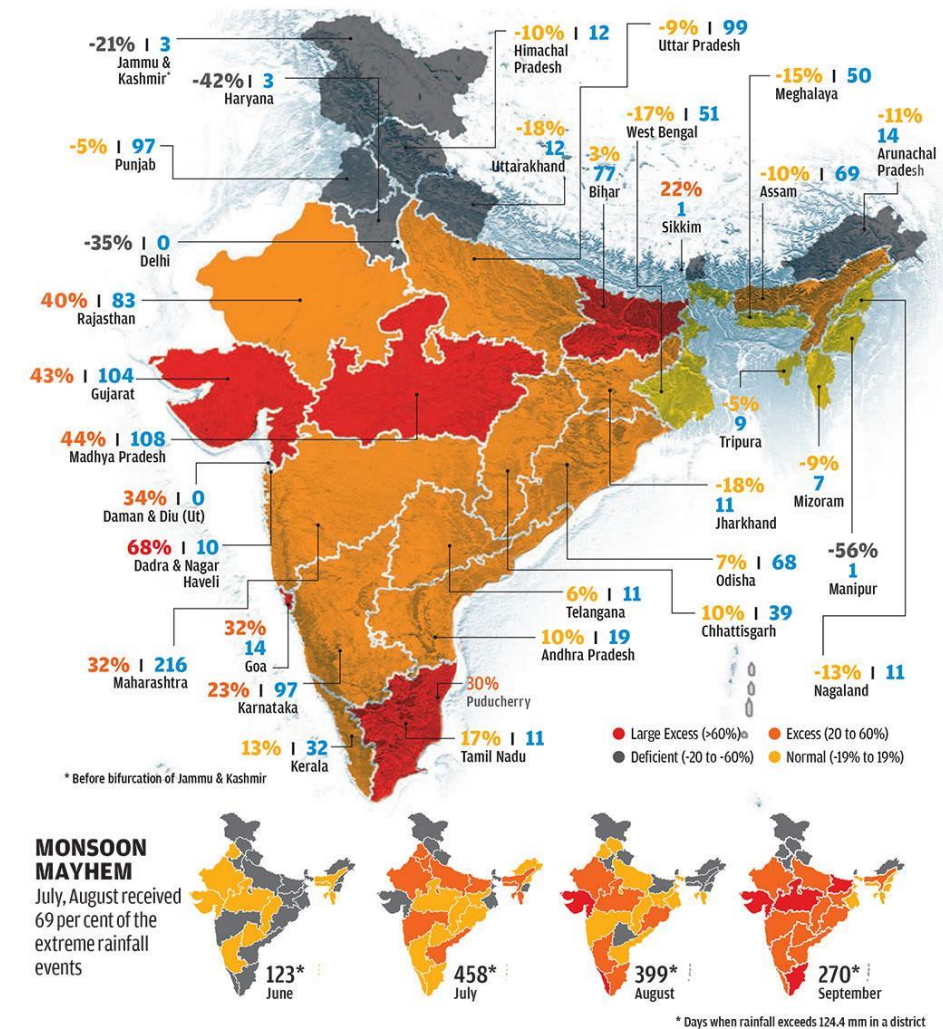 -21% | 3
Jammu &
Kashmir*
-42% | 3
Haryana
-5% | 97
Punjab
-35% | 0
Delhi
40% | 83
Rajasthan
43% | 104
Gujarat
44% | 108
Madhya Pradesh
34% | 0
Daman & Diu (Ut)
68% | 10
Dadra & Nagar
Haveli
32%
14
Goa
32% | 216
Maharashtra
23% | 97
Karnataka
13% | 32
Kerala
-10% | 12
Himachal
Pradesh
-9% | 99
Uttar Pradesh
-18%
12
Uttarakhand
-3%
77
Bihar
-17% | 51
West Bengal
22%
1
Sikkim
-15% | 50
Meghalaya
-10% | 69
Assam
-11%
14
Arunachal
Pradesh
-5%
9
Tripura
-9%
7
Mizoram
-18%
11
Jharkhand
-56%
1
Manipur
7% | 68
Odisha
6% | 11
Telangana
10% | 39
Chhattisgarh
10% | 19
Andhra Pradesh
-13% | 11
Nagaland
30%
Puducherry
17% | 11
Tamil Nadu
Large Excess (>60%)
Excess (20 to 60%)
Deficient (-20 to -60%)
Normal (-19% to 19%)
* Before bifurcation of Jammu & Kashmir
MONSOON
MAYHEM
July, August received
69 per cent of the
extreme rainfall
events
123*
June
458*
July
399*
August
270*
September
* Days when rainfall exceeds 124.4 mm in a district